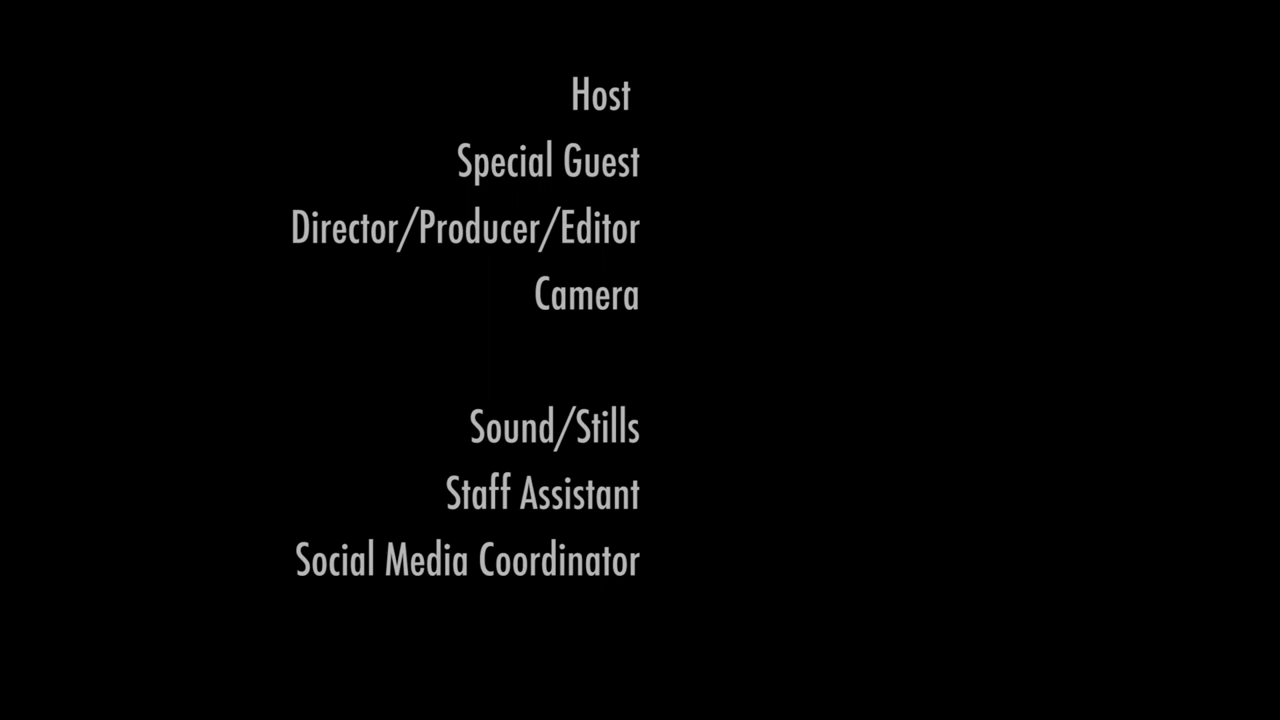 Host
Special Guest
Director/Producer/Editor
Camera
Sound/Stills
Staff Assistant
Social Media Coordinator